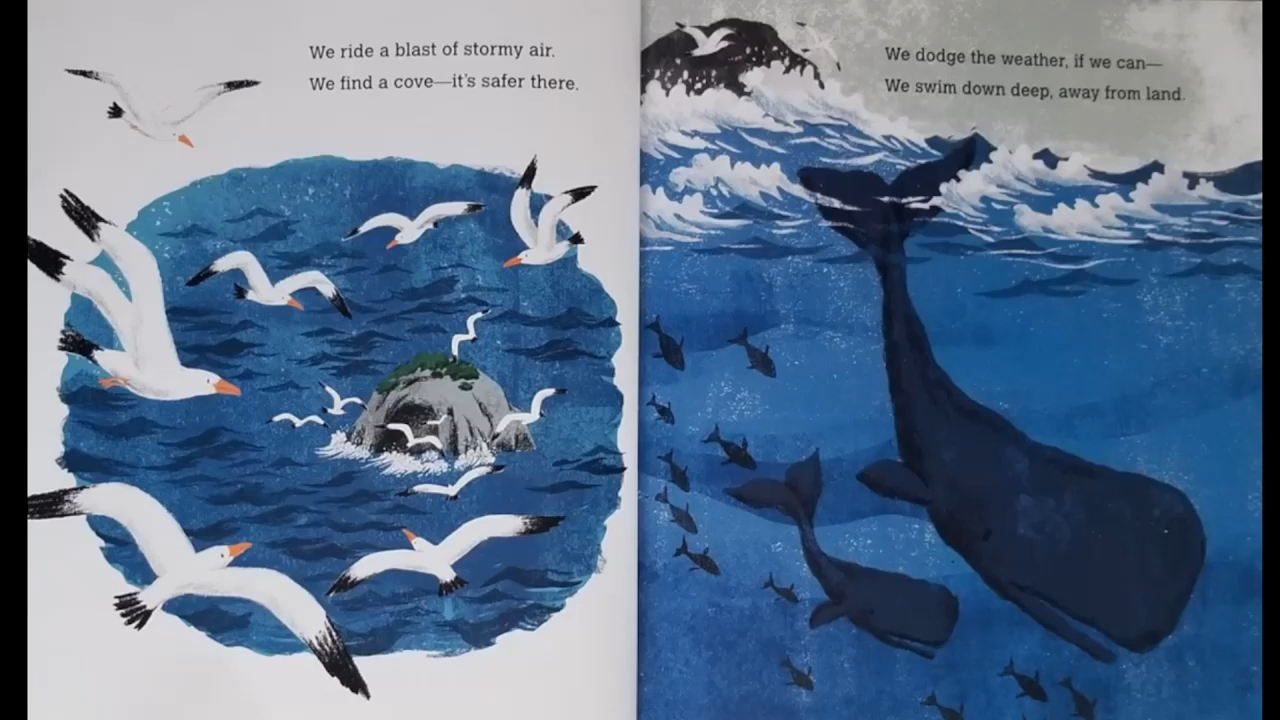 We ride a blast of stormy air.
We find a cove—it's safer there.
We dodge the weather, if we can—
We swim down deep, away from land.